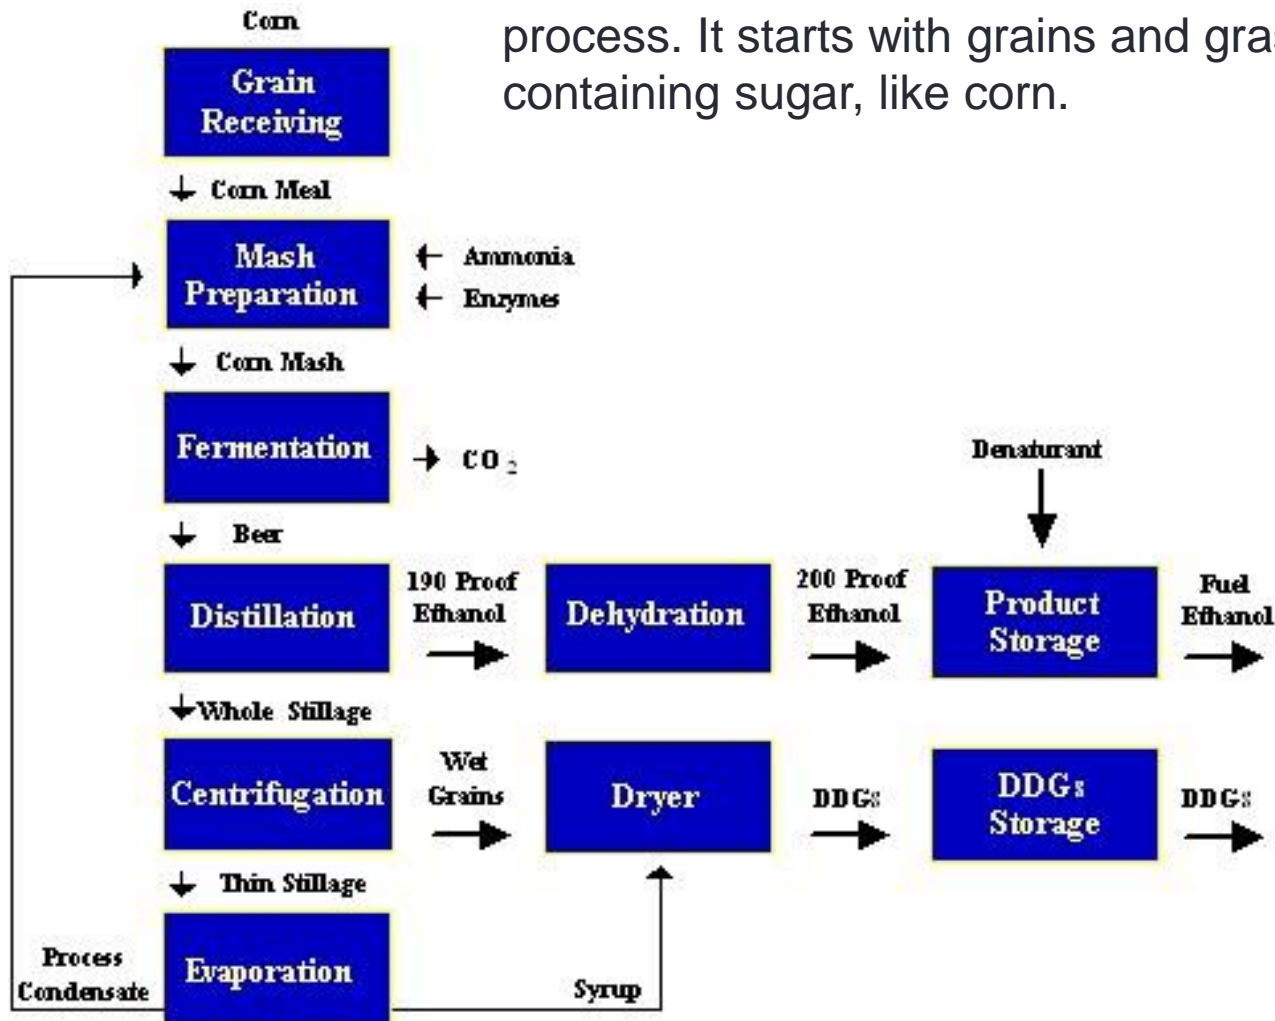 process. It starts with grains and
containing sugar, like corn.
Corn
Grain
Receiving
Corn Meal
Mash
Preparation
Ammonia
Enzymes
Corn Mash
Fermentation
CO₂
Denaturant
Beer
Distillation
190 Proof
Ethanol
Dehydration
200 Proof
Ethanol
Product
Storage
Fuel
Ethanol
Whole Stillage
Centrifugation
Wet
Grains
Dryer
DDGs
DDGs
Storage
DDGs
Thin Stillage
Evaporation
Process
Condensate
Syrup